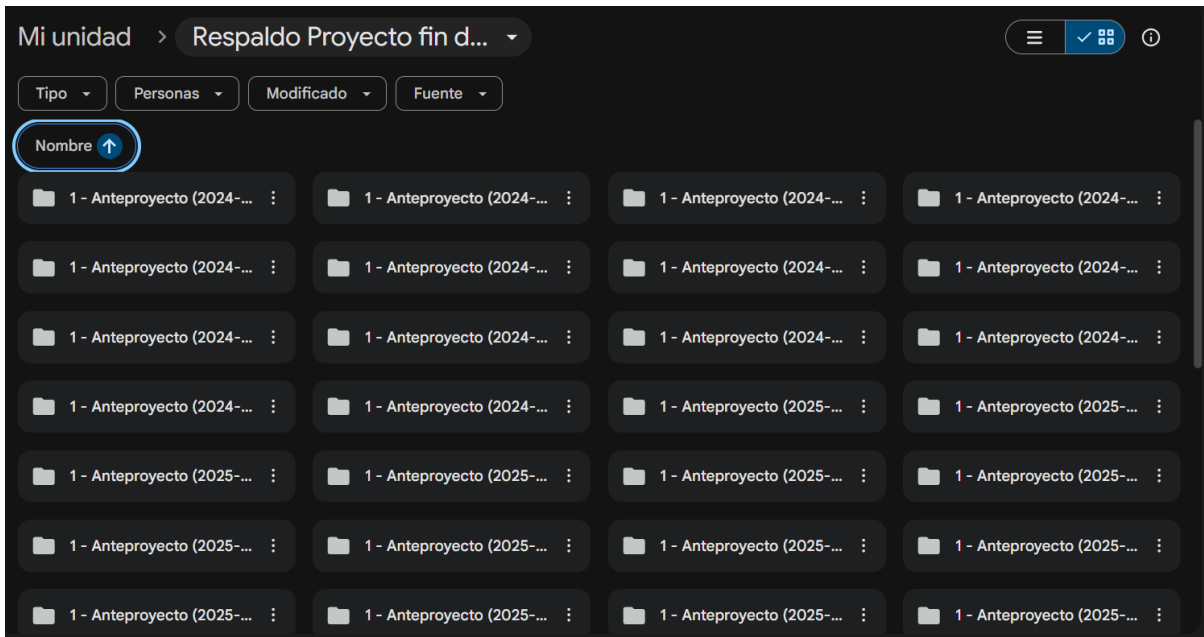 Mi unidad > Respaldo Proyecto fin d...
Tipo Personas Modificado Fuente
Nombre
1 - Anteproyecto (2024-... 1 - Anteproyecto (2024-... 1 - Anteproyecto (2024-... 1 - Anteproyecto (2024-...
1 - Anteproyecto (2024-... 1 - Anteproyecto (2024-... 1 - Anteproyecto (2024-... 1 - Anteproyecto (2024-...
1 - Anteproyecto (2024-... 1 - Anteproyecto (2024-... 1 - Anteproyecto (2024-... 1 - Anteproyecto (2024-...
1 - Anteproyecto (2024-... 1 - Anteproyecto (2024-... 1 - Anteproyecto (2025-... 1 - Anteproyecto (2025-...
1 - Anteproyecto (2025-... 1 - Anteproyecto (2025-... 1 - Anteproyecto (2025-... 1 - Anteproyecto (2025-...
1 - Anteproyecto (2025-... 1 - Anteproyecto (2025-... 1 - Anteproyecto (2025-... 1 - Anteproyecto (2025-...
1 - Anteproyecto (2025-... 1 - Anteproyecto (2025-... 1 - Anteproyecto (2025-... 1 - Anteproyecto (2025-...